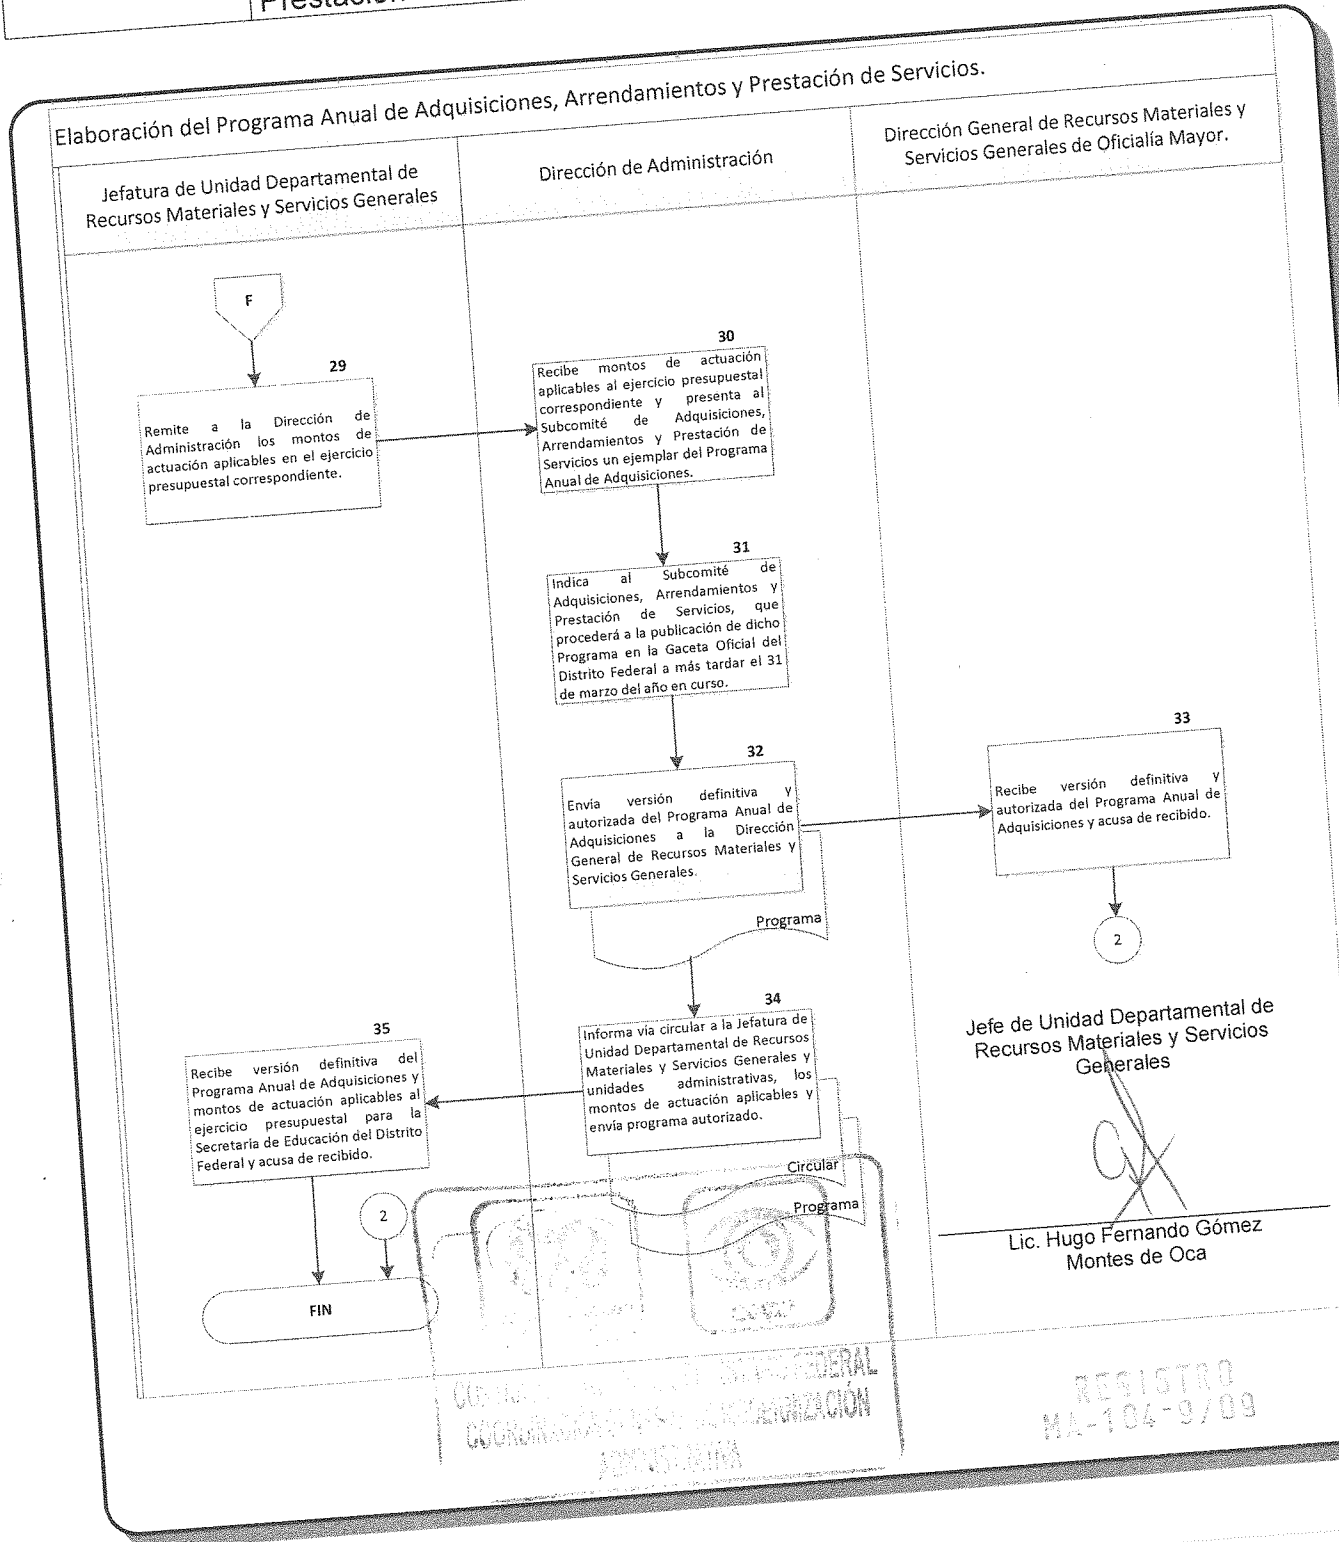 Elaboración del Programa Anual de Adquisiciones, Arrendamientos y Prestación de Servicios.
Jefatura de Unidad Departamental de
Recursos Materiales y Servicios Generales
Dirección de Administración
Dirección General de Recursos Materiales y
Servicios Generales de Oficialía Mayor.
F
29
Remite a la Dirección de
Administración los montos de
actuación aplicables en el ejercicio
presupuestal correspondiente.
30
Recibe montos de actuación
aplicables al ejercicio presupuestal
correspondiente y presenta al
Subcomité de Adquisiciones,
Arrendamientos y Prestación de
Servicios un ejemplar del Programa
Anual de Adquisiciones.
31
Indica al Subcomité de
Adquisiciones, Arrendamientos y
Prestación de Servicios, que
procederá a la publicación de dicho
Programa en la Gaceta Oficial del
Distrito Federal a más tardar el 31
de marzo del año en curso.
32
Envía versión definitiva y
autorizada del Programa Anual de
Adquisiciones a la Dirección
General de Recursos Materiales y
Servicios Generales.
Programa
33
Recibe versión definitiva y
autorizada del Programa Anual de
Adquisiciones y acusa de recibido.
2
34
Informa vía circular a la Jefatura de
Unidad Departamental de Recursos
Materiales y Servicios Generales y
unidades administrativas, los
montos de actuación aplicables y
envía programa autorizado.
Circular
Programa
35
Recibe versión definitiva del
Programa Anual de Adquisiciones y
montos de actuación aplicables al
ejercicio presupuestal para la
Secretaría de Educación del Distrito
Federal y acusa de recibido.
2
FIN
Jefe de Unidad Departamental de
Recursos Materiales y Servicios
Generales
Lic. Hugo Fernando Gómez
Montes de Oca
FEDERAL
ADMINISTRATIVA
REGISTRO
MA-104-9/09